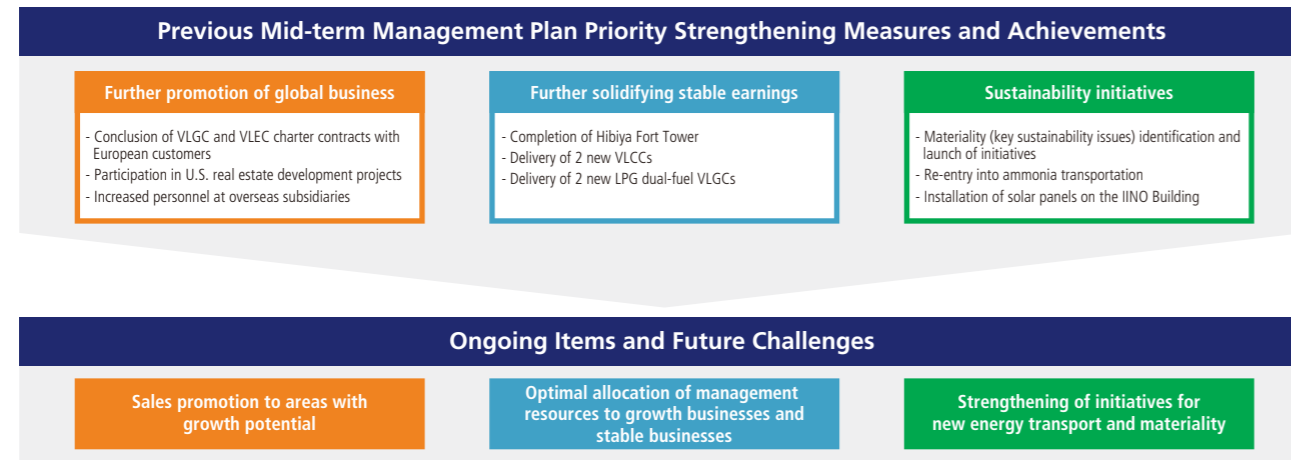 Previous Mid-term Management Plan Priority Strengthening Measures and Achievements
Further promotion of global business
- Conclusion of VLGC and VLEC charter contracts with
European customers
- Participation in U.S. real estate development projects
- Increased personnel at overseas subsidiaries
Further solidifying stable earnings
- Completion of Hibiya Fort Tower
- Delivery of 2 new VLCCs
- Delivery of 2 new LPG dual-fuel VLGCs
Sustainability initiatives
- Materiality (key sustainability issues) identification and
launch of initiatives
- Re-entry into ammonia transportation
- Installation of solar panels on the IINO Building
Ongoing Items and Future Challenges
Sales promotion to areas with
growth potential
Optimal allocation of management
resources to growth businesses and
stable businesses
Strengthening of initiatives for
new energy transport and materiality